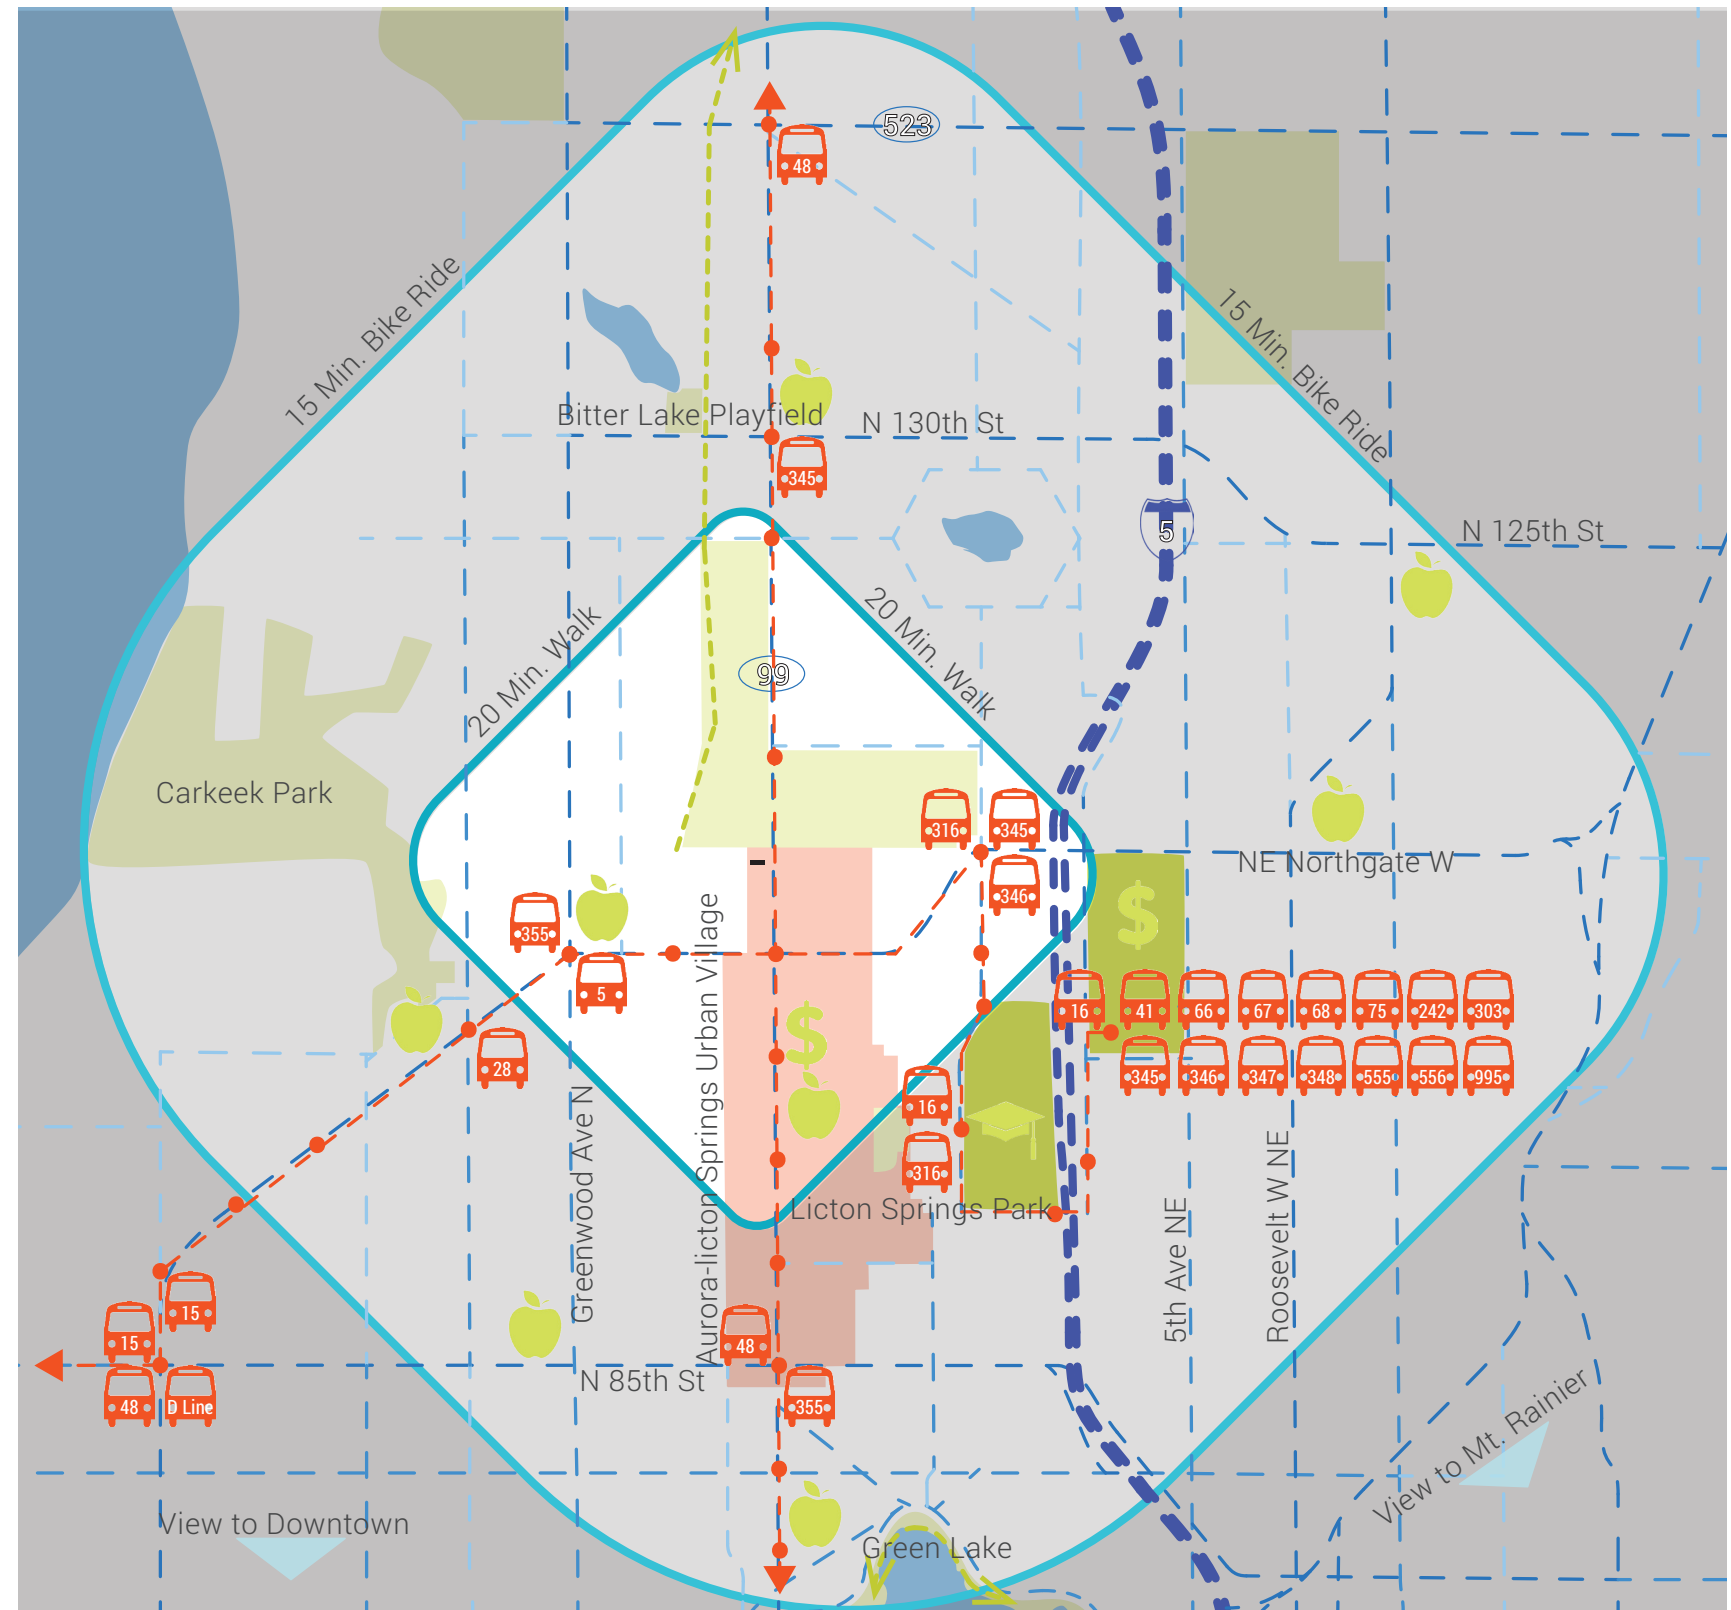 523
48
15 Min. Bike Ride
15 Min. Bike Ride
Bitter Lake Playfield
N 130th St
345
5
N 125th St
20 Min. Walk
20 Min. Walk
99
Carkeek Park
316
345
NE Northgate W
346
355
5
Aurora-licton Springs Urban Village
$
$
16
41
66
67
68
75
242
303
28
345
346
347
348
555
556
995
16
316
Greenwood Ave N
Licton Springs Park
5th Ave NE
Roosevelt W NE
15
15
48
D Line
48
N 85th St
355
View to Mt. Rainier
View to Downtown
Green Lake